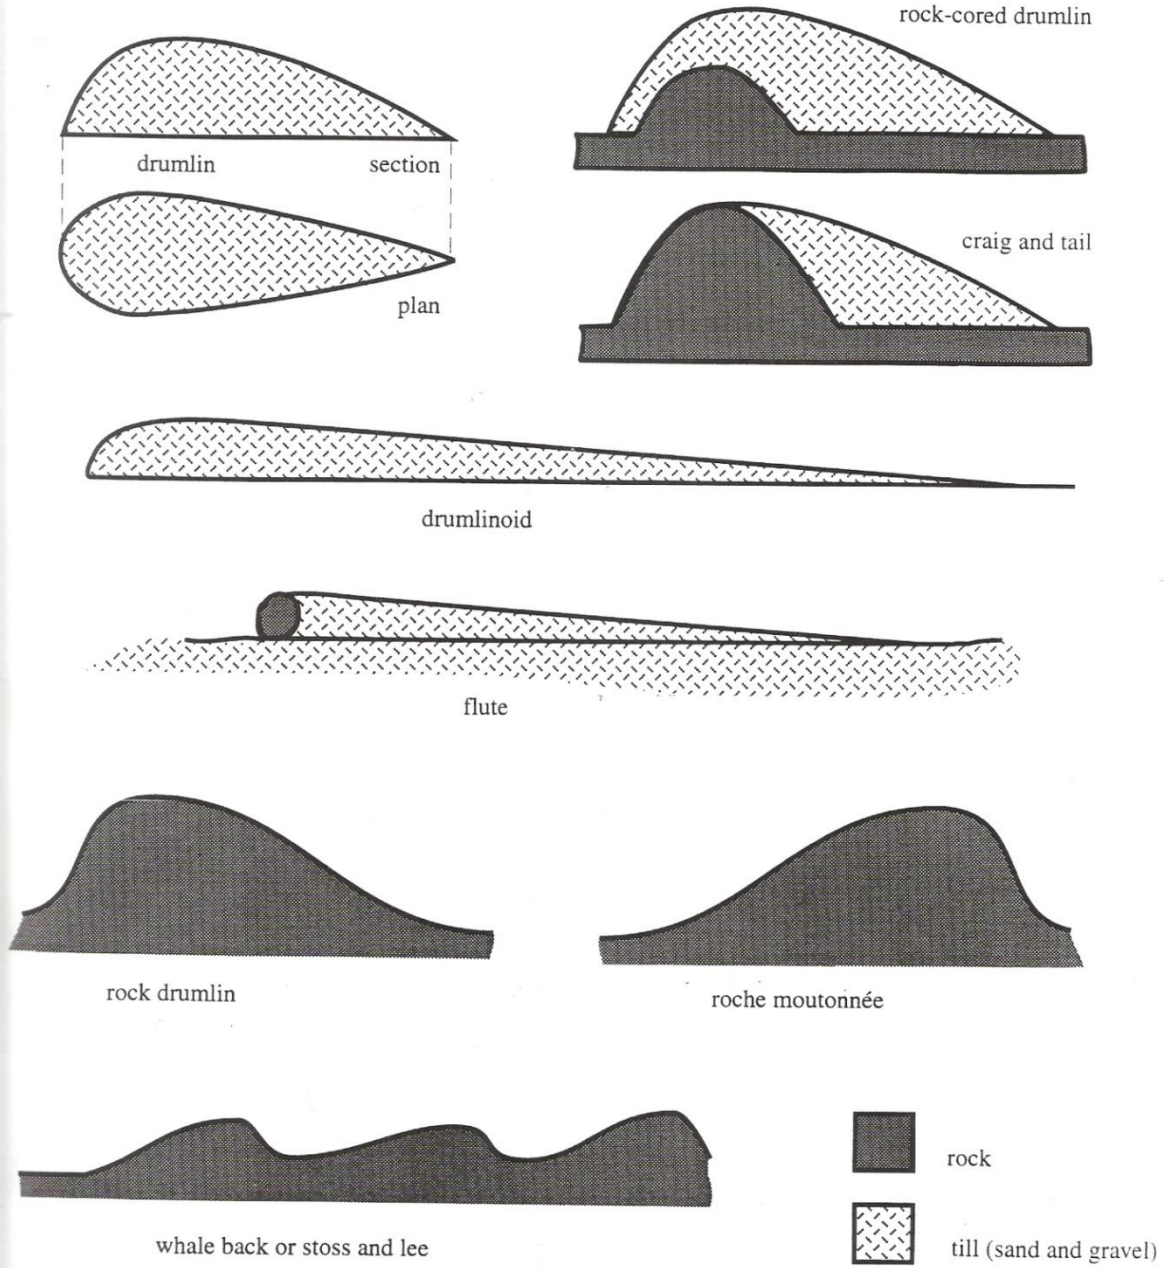 rock-cored drumlin
drumlin
section
plan
craig and tail
drumlinoid
flute
rock drumlin
roche moutonnée
whale back or stoss and lee
rock
till (sand and gravel)